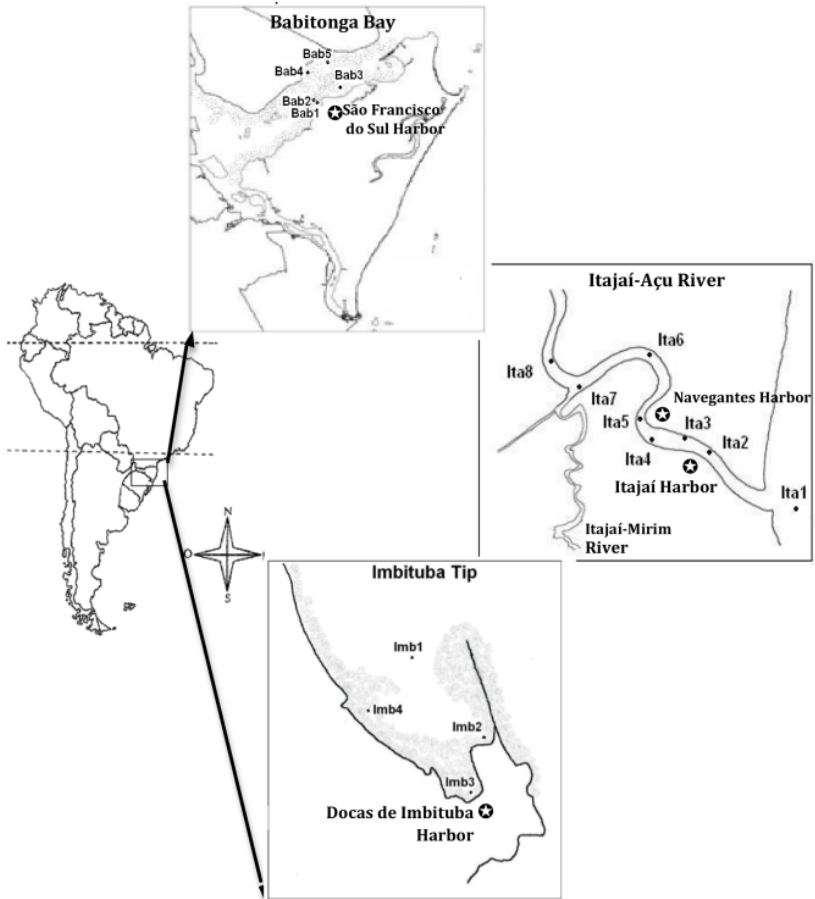 Babitonga Bay
Bab5
Bab4
Bab3
Bab2
Bab1
São Francisco
do Sul Harbor
Itajaí-Açu River
Ita6
Ita8
Ita7
Navegantes Harbor
Ita5
Ita3
Ita4
Ita2
Itajaí Harbor
Ita1
Itajaí-Mirim
River
N
O
S
Imbituba Tip
Imb1
Imb4
Imb2
Imb3
Docas de Imbituba
Harbor